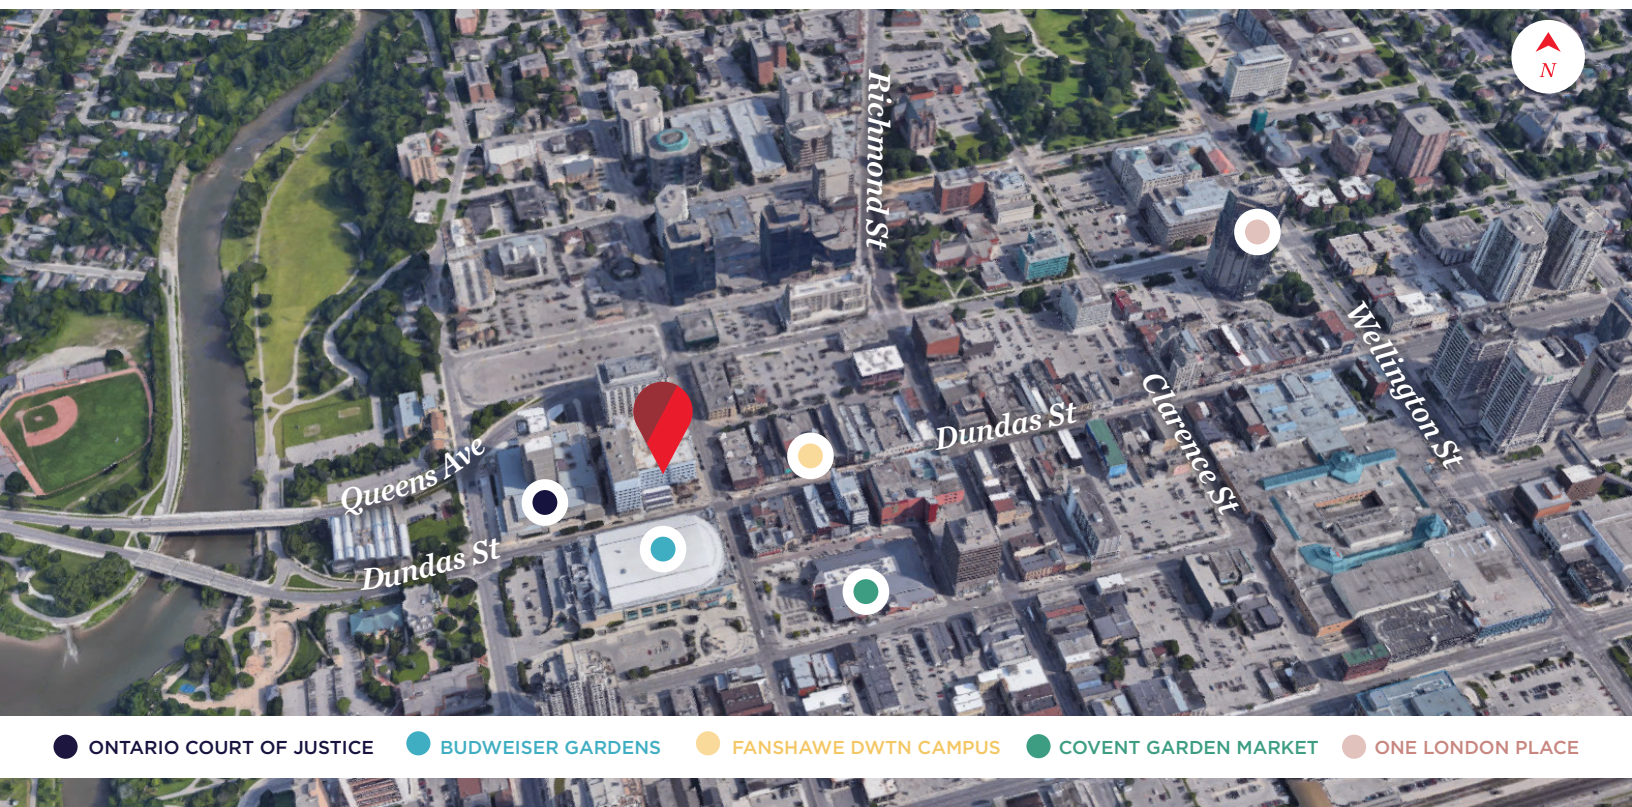 N
Richmond St
Wellington St
Clarence St
Dundas St
Queens Ave
Dundas St
ONTARIO COURT OF JUSTICE
BUDWEISER GARDENS
FANSHAWE DWTN CAMPUS
COVENT GARDEN MARKET
ONE LONDON PLACE